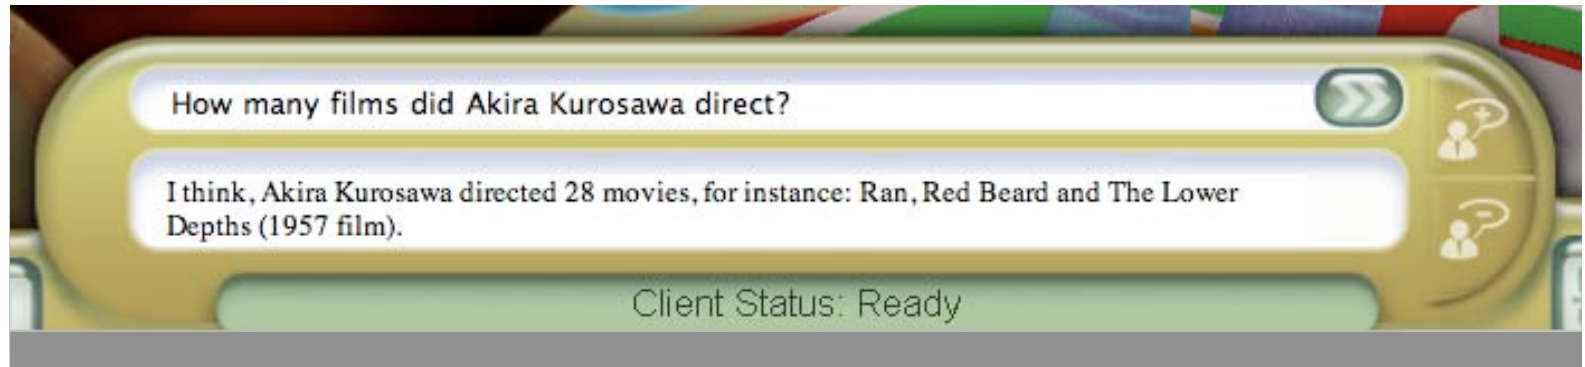 How many films did Akira Kurosawa direct?
I think, Akira Kurosawa directed 28 movies, for instance: Ran, Red Beard and The Lower
Depths (1957 film).
Client Status: Ready